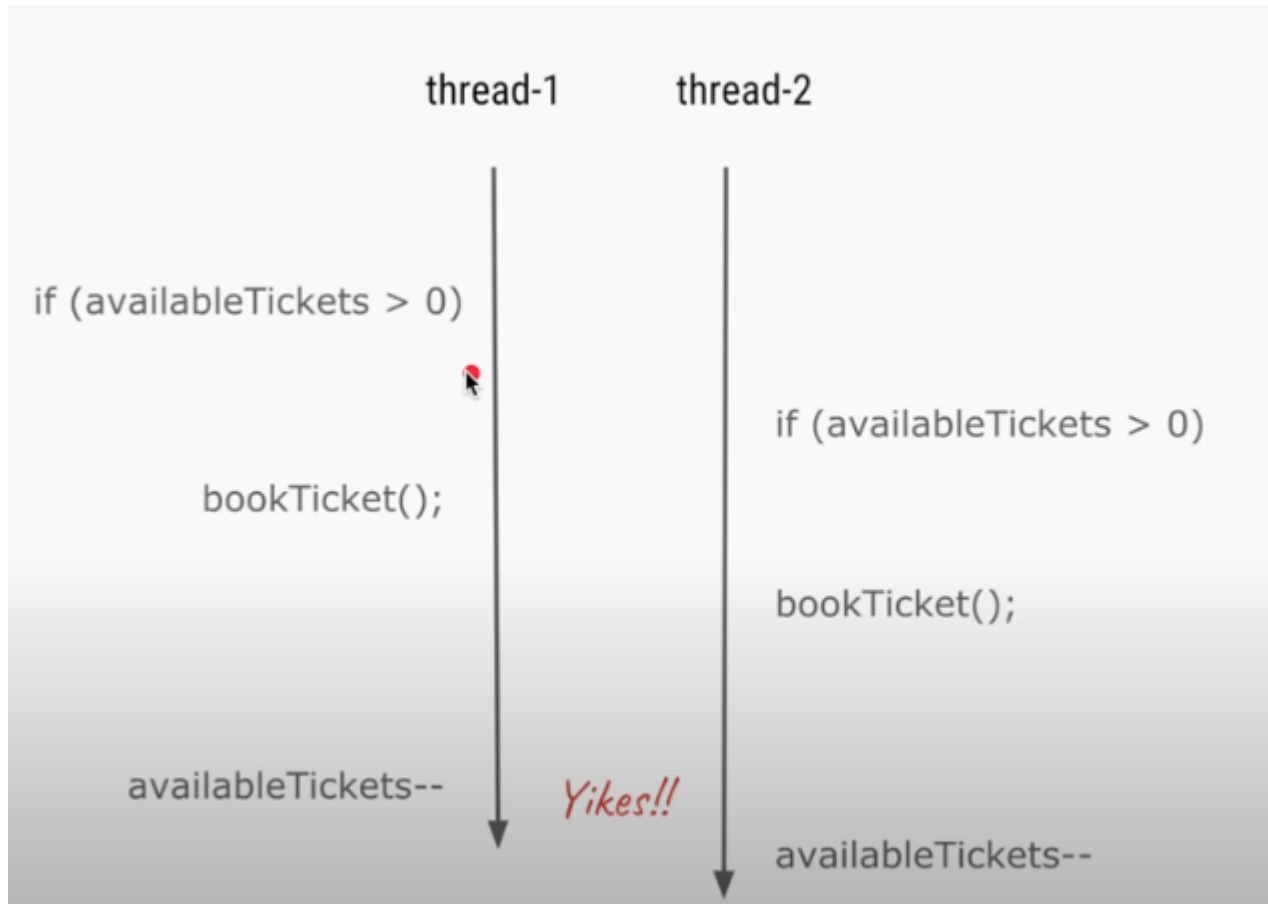 thread-1 thread-2
if (availableTickets > 0)
if (availableTickets > 0)
bookTicket();
bookTicket();
availableTickets--
Yikes!!
availableTickets--